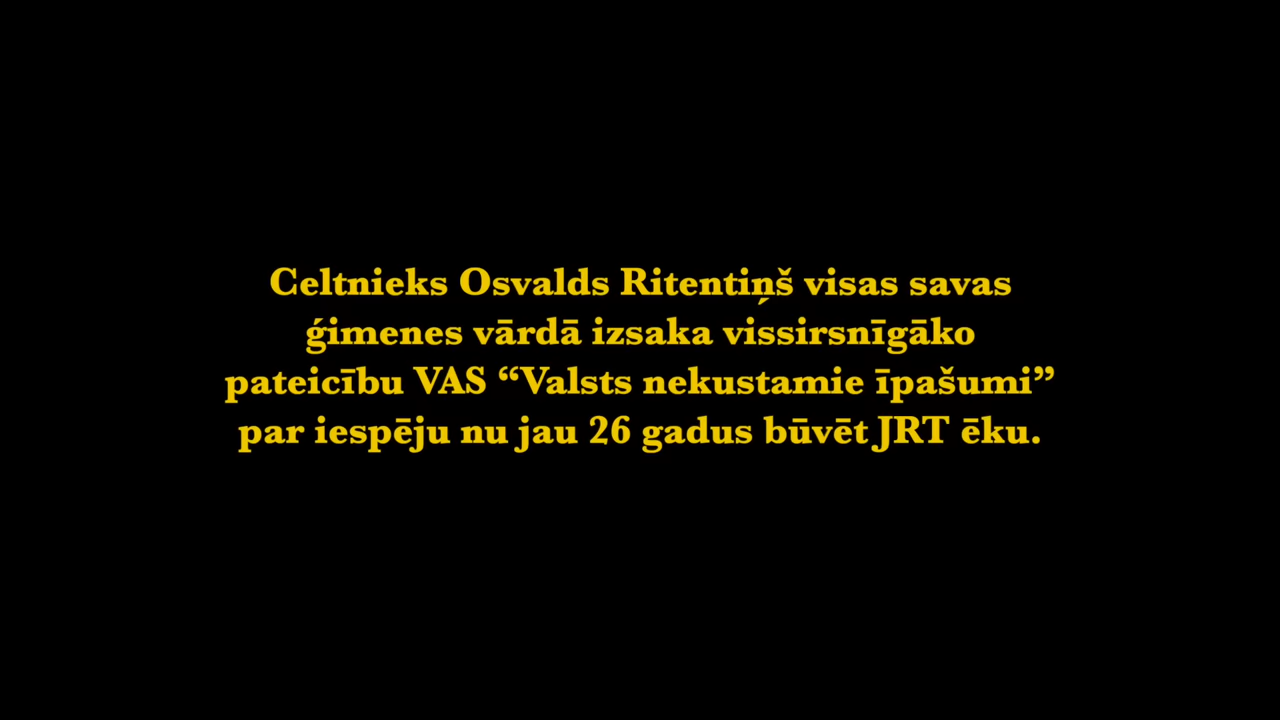 Celtnieks Osvalds Ritentiņš visas savas
ģimenes vārdā izsaka vissirsnīgāko
pateicību VAS “Valsts nekustamie īpašumi”
par iespēju nu jau 26 gadus būvēt JRT ēku.